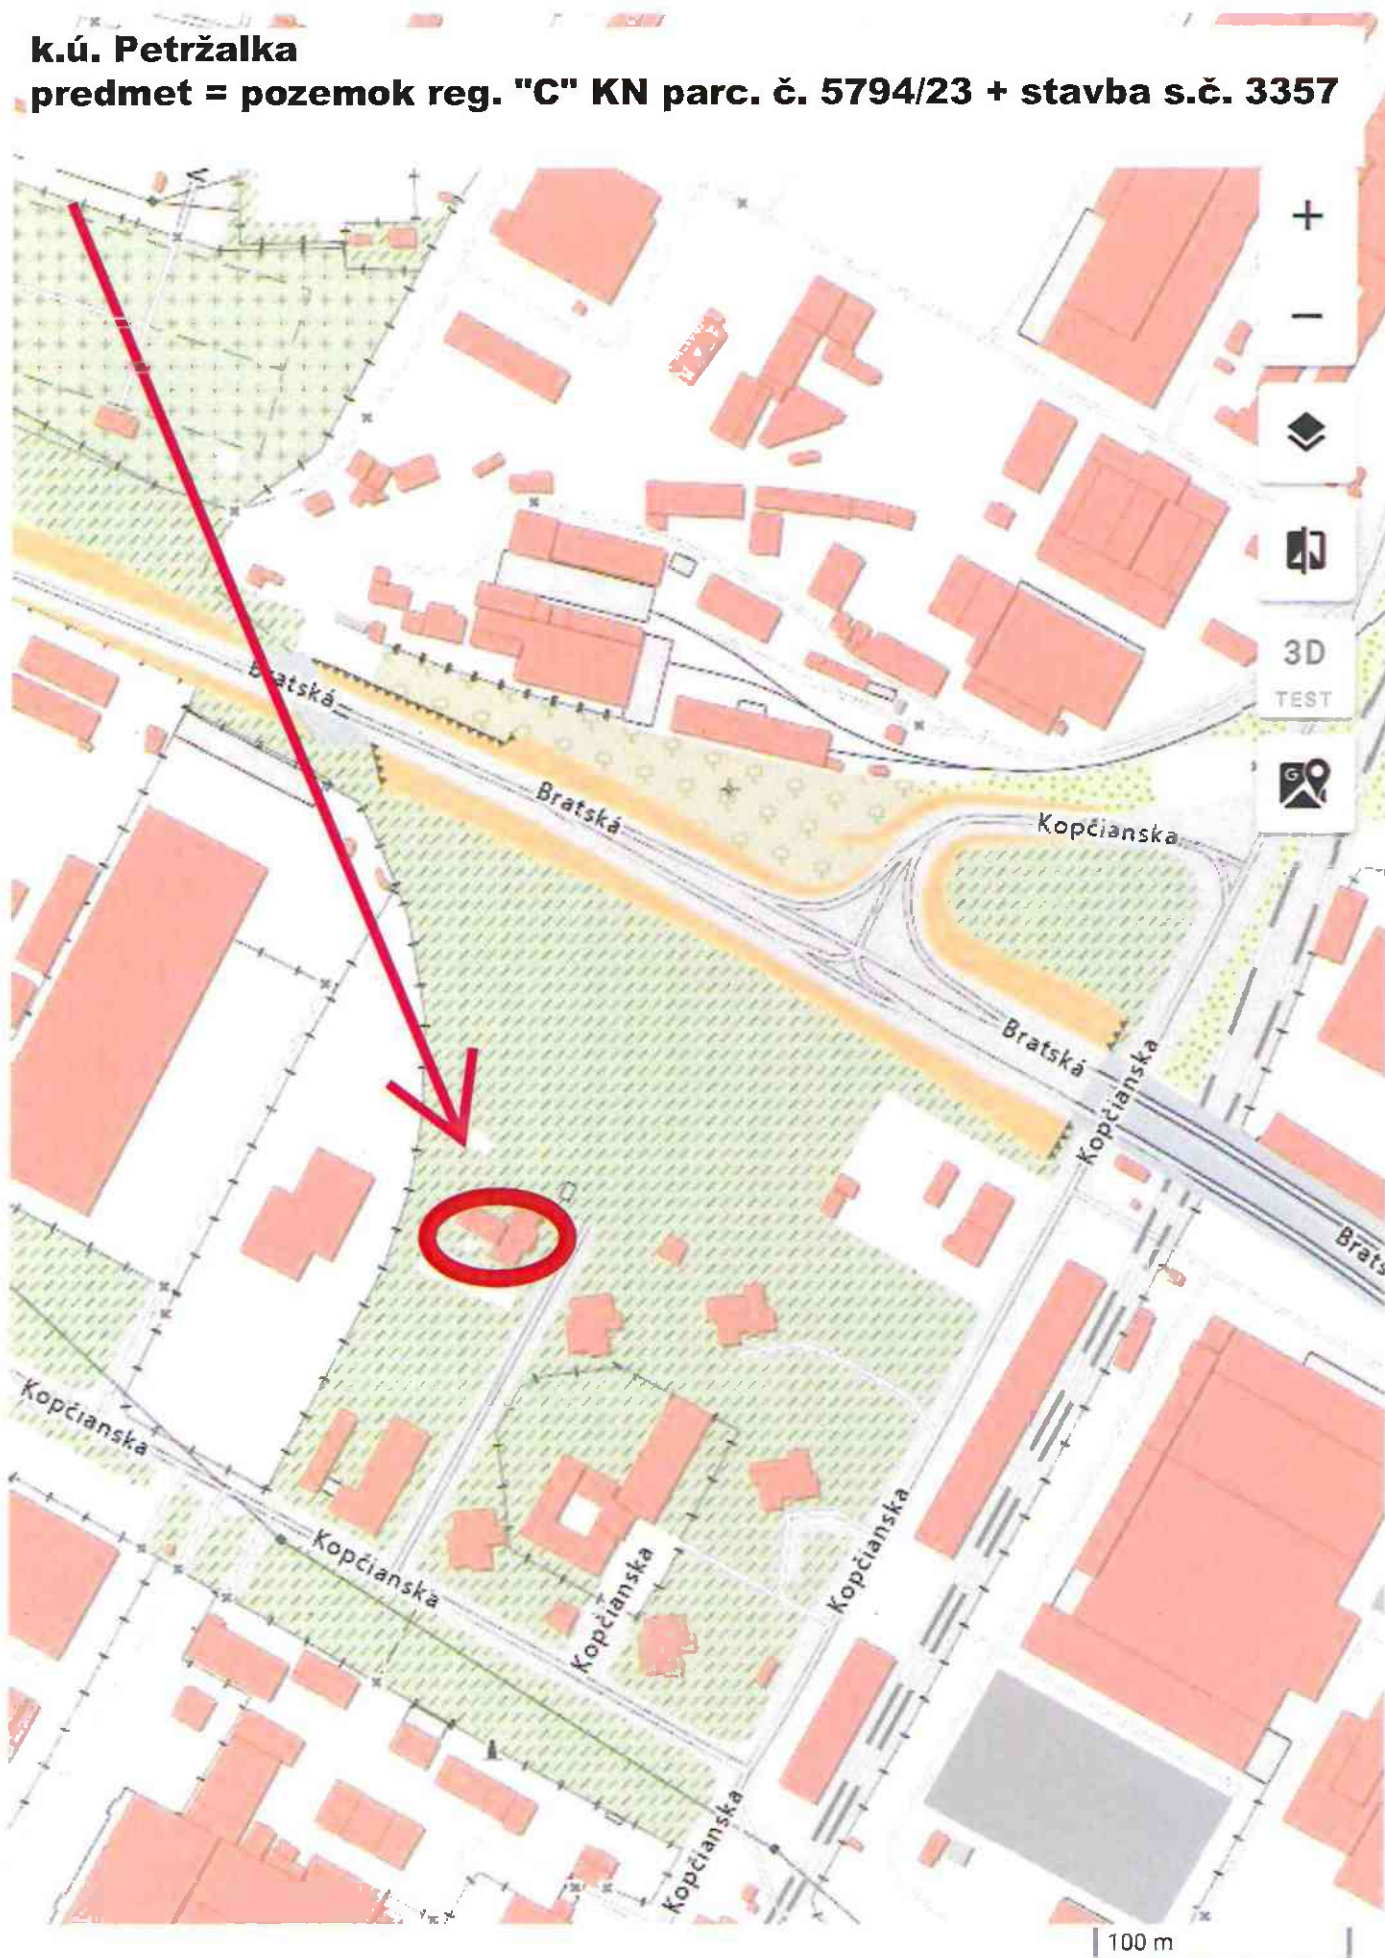 k.ú. Petržalka
predmet = pozemok reg. "C" KN parc. č. 5794/23 + stavba s.č. 3357
+
−
3D
TEST
G
Bratská
Bratská
Kopčianska
Bratská
Kopčianska
Kopčianska
Kopčianska
Kopčianska
Kopčianska
Kopčianska
100 m